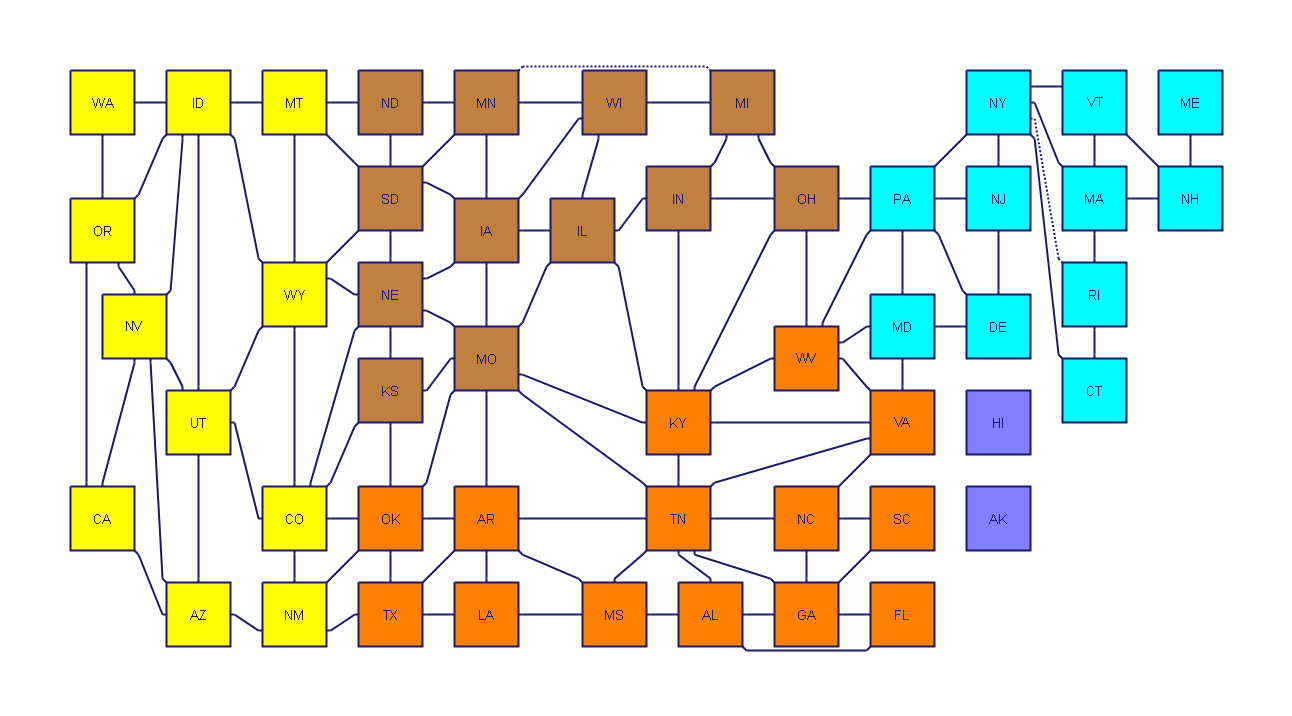 WA ID MT ND MN WI MI NY VT ME
SD IN OH PA NJ MA NH
OR IA IL
WY NE RI
NV MD DE
MO WV
KS CT
UT KY VA HI
CA CO OK AR TN NC SC AK
AZ NM TX LA MS AL GA FL